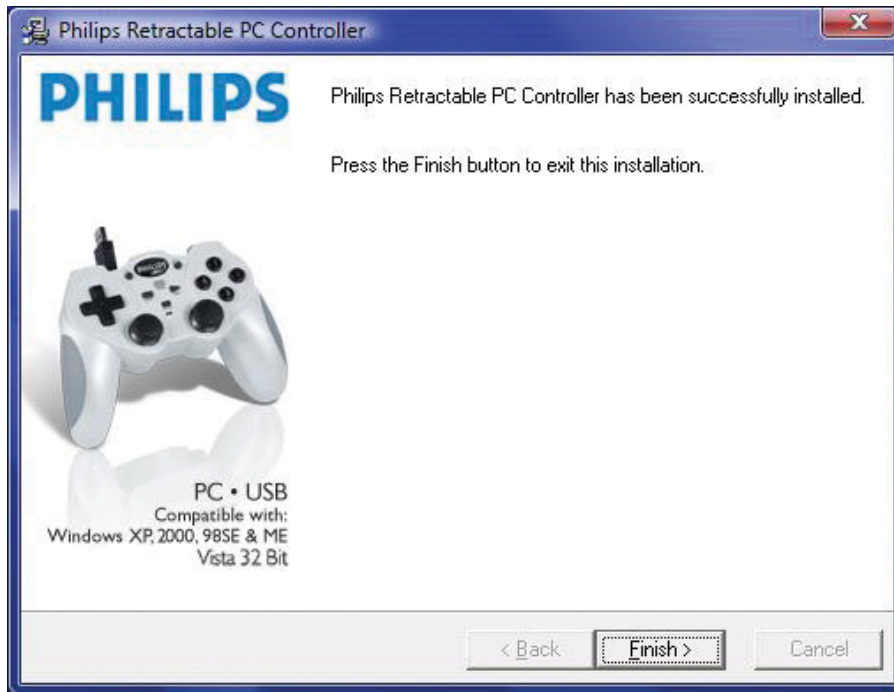 Philips Retractable PC Controller
PHILIPS
Philips Retractable PC Controller has been successfully installed.
Press the Finish button to exit this installation.
PHILIPS
PC • USB
Compatible with:
Windows XP, 2000, 98SE & ME
Vista 32 Bit
< Back
Finish >
Cancel